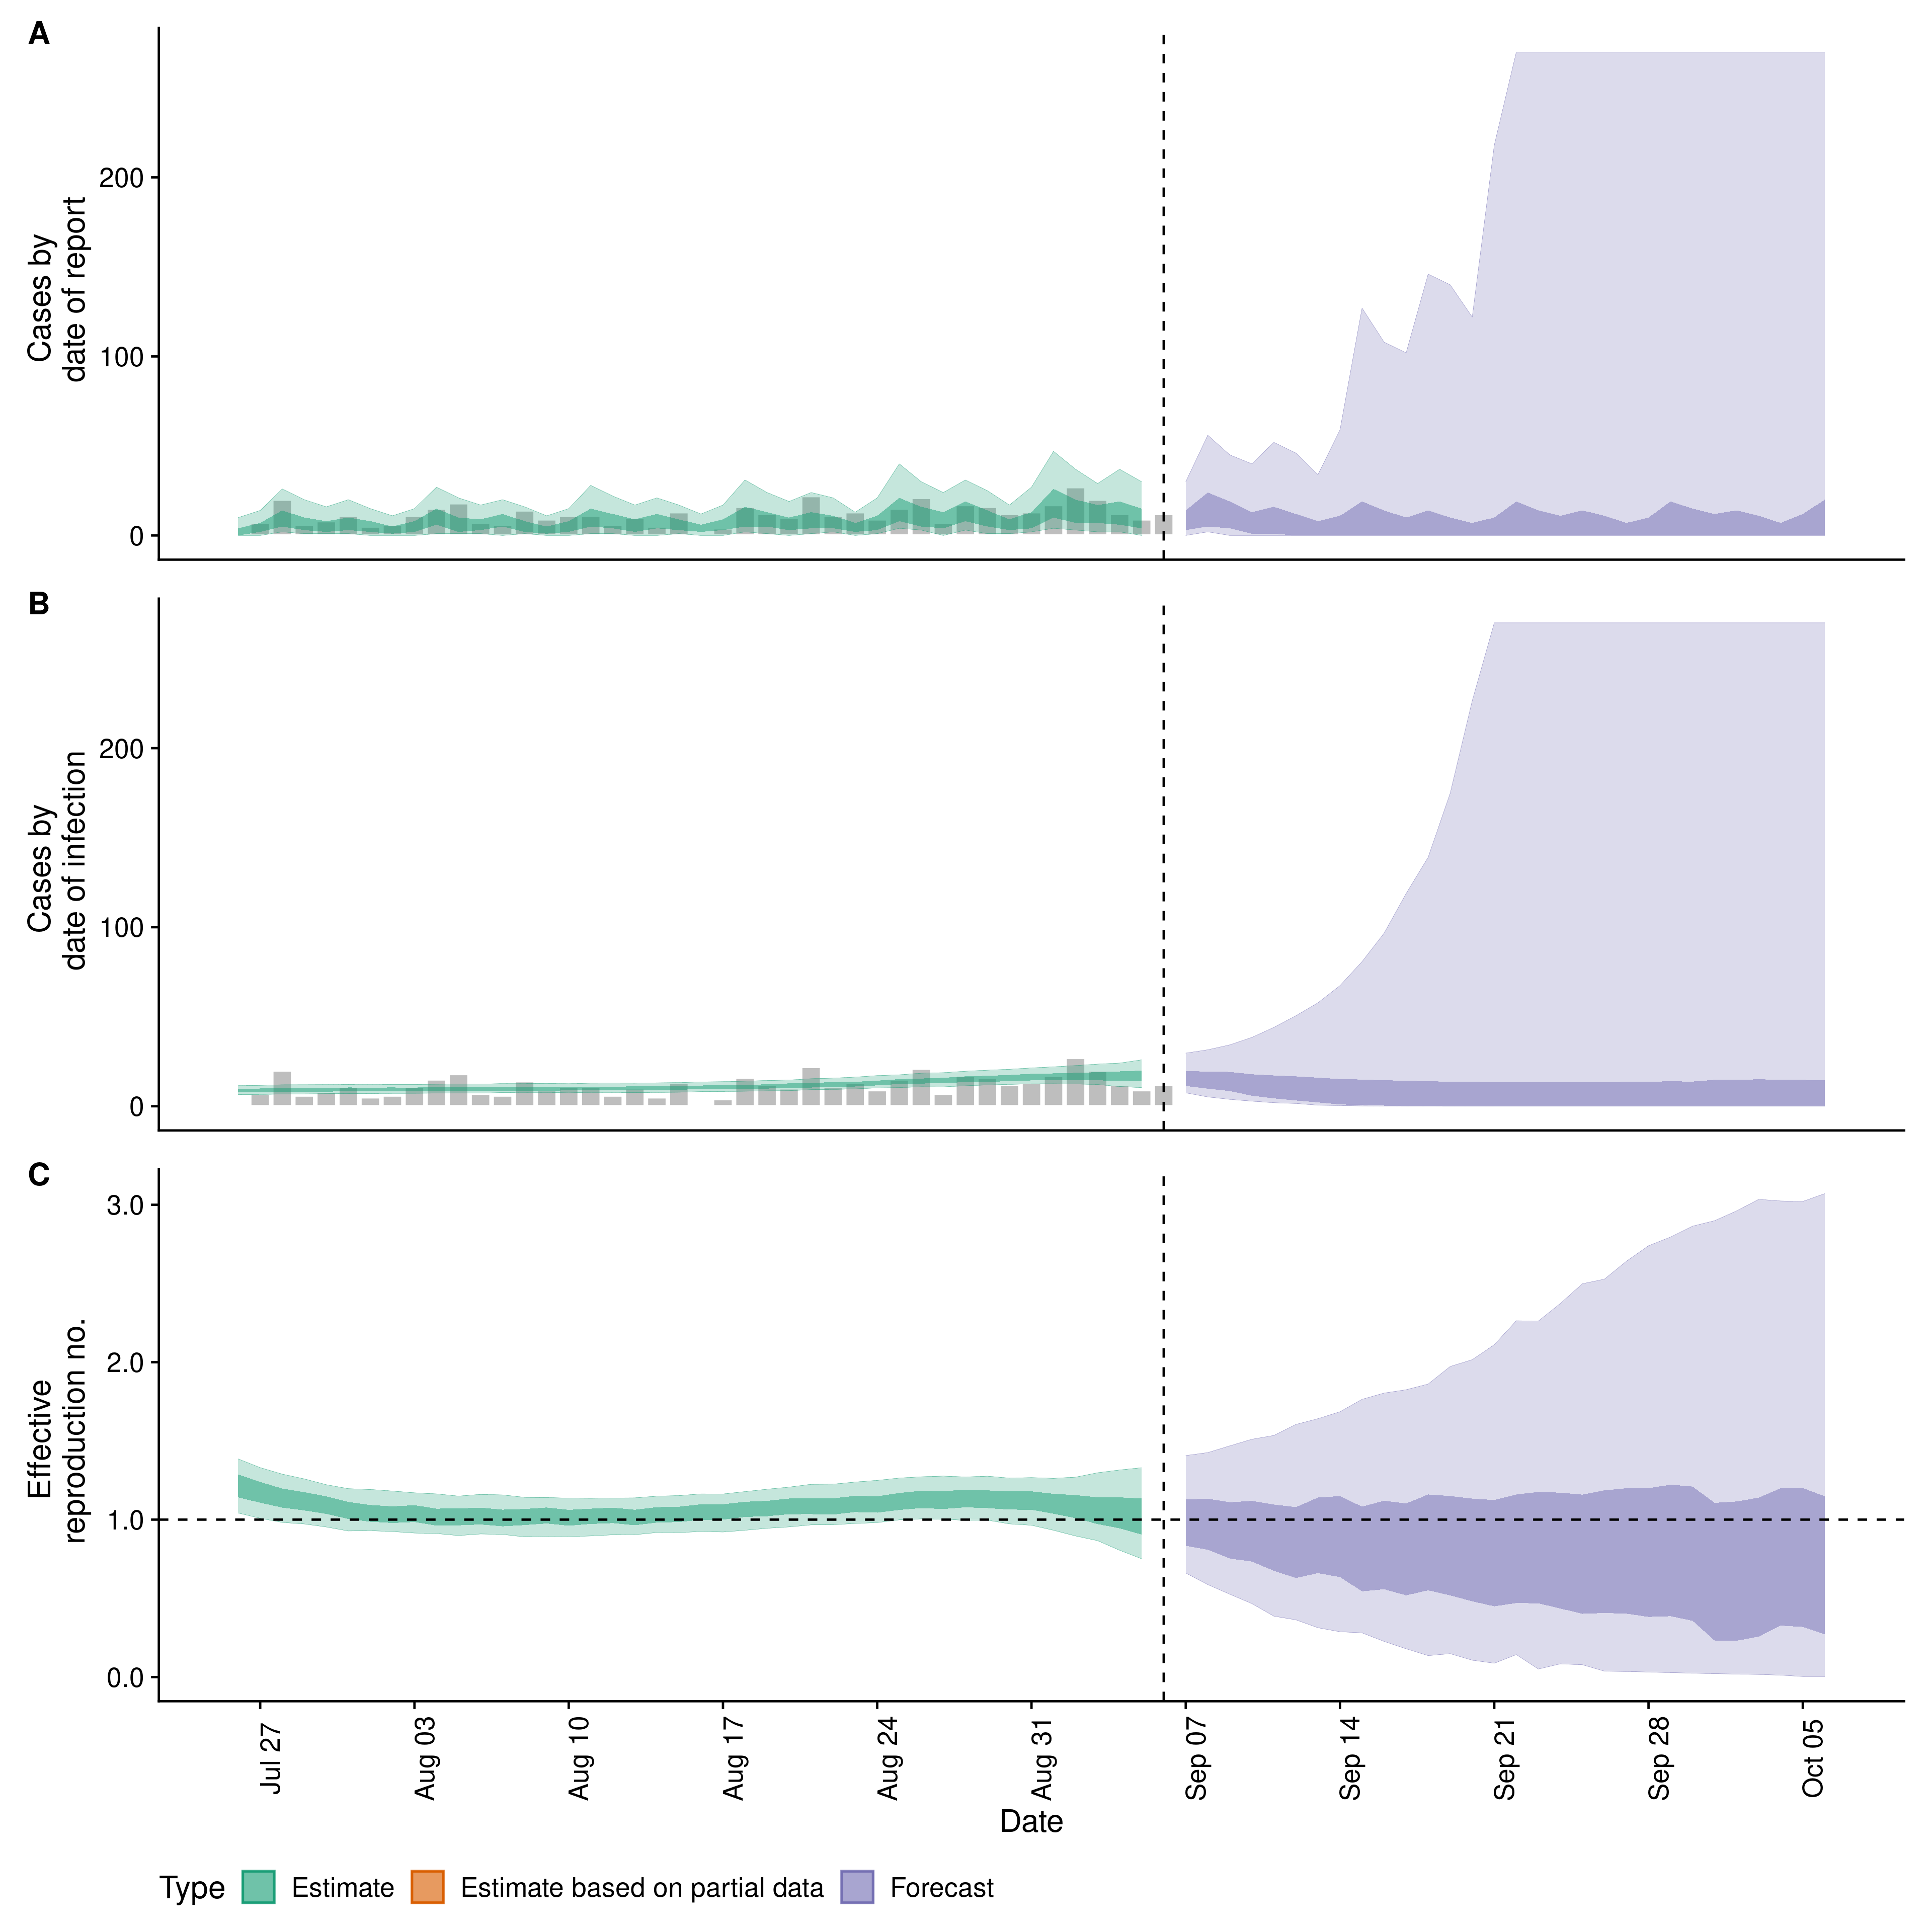 A
Cases by
date of report
200
100
0
B
Cases by
date of infection
200
100
0
C
Effective
reproduction no.
3.0
2.0
1.0
0.0
Jul 27
Aug 03
Aug 10
Aug 17
Aug 24
Aug 31
Sep 07
Sep 14
Sep 21
Sep 28
Oct 05
Date
Type Estimate Estimate based on partial data Forecast